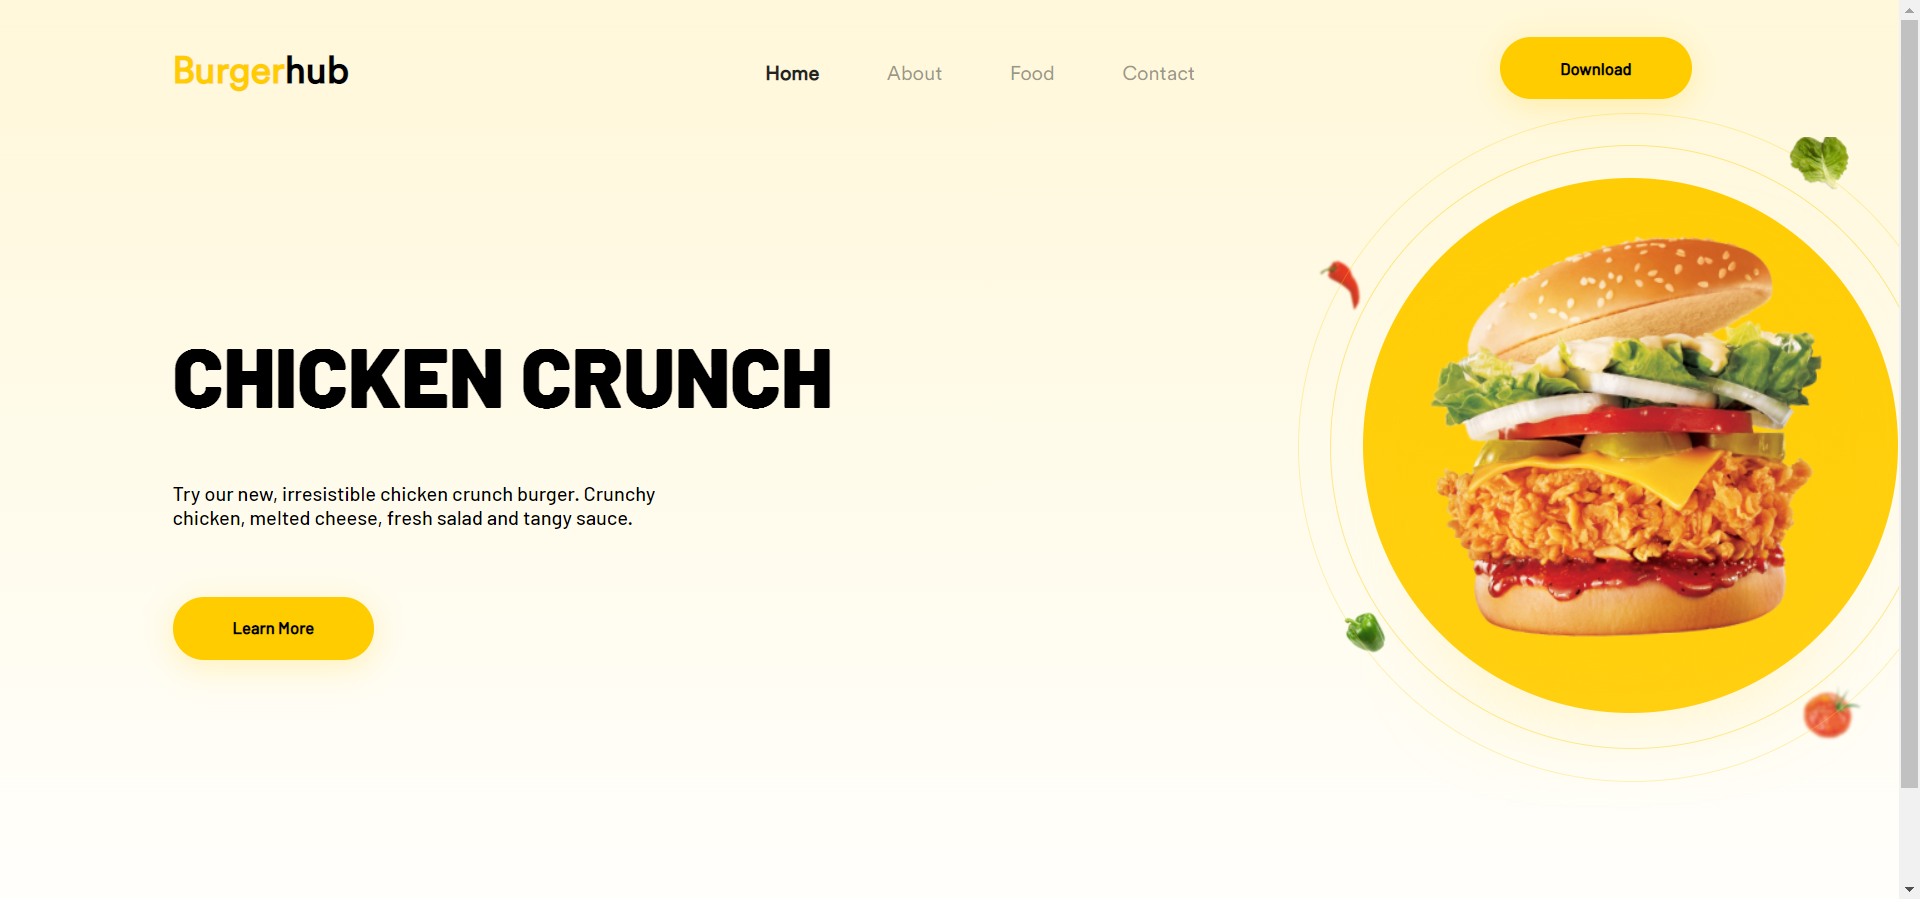 Burgerhub
Home
About
Food
Contact
Download
CHICKEN CRUNCH
Try our new, irresistible chicken crunch burger. Crunchy
chicken, melted cheese, fresh salad and tangy sauce.
Learn More